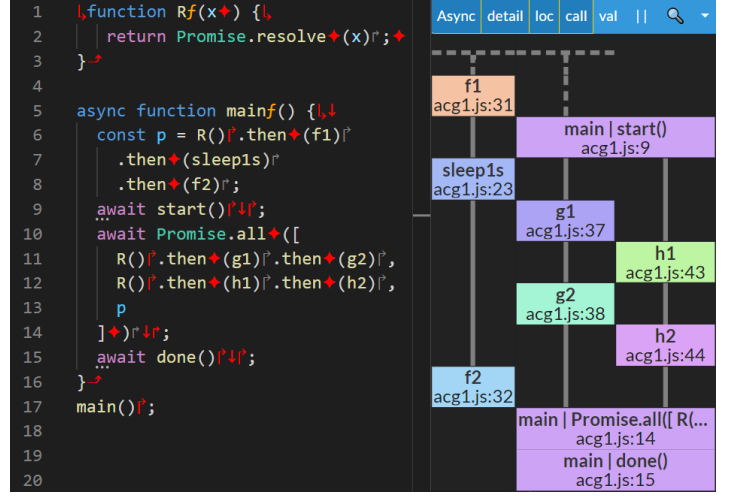 1 function Rƒ(x) {
2 return Promise.resolve(x);
3 }
4
5 async function mainƒ() {
6 const p = R().then(f1)
7 .then(sleep1s)
8 .then(f2);
9 await start();
10 await Promise.all([
11 R().then(g1).then(g2),
12 R().then(h1).then(h2),
13 p
14 ]);
15 await done();
16 }
17 main();
18
19
20
Async detail loc call val ||
f1
acg1.js:31
main | start()
acg1.js:9
sleep1s
acg1.js:23
g1
acg1.js:37
h1
acg1.js:43
g2
acg1.js:38
h2
acg1.js:44
f2
acg1.js:32
main | Promise.all([ R(...
acg1.js:14
main | done()
acg1.js:15